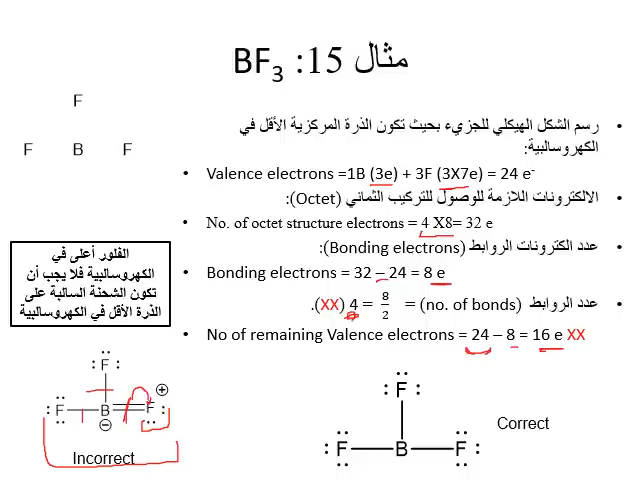 مثال 15: BF3
F
F B F
• رسم الشكل الهيكلي للجزيء بحيث تكون الذرة المركزية الأقل في
الكهروسالبية:
• Valence electrons =1B (3e) + 3F (3X7e) = 24 e-
• الالكترونات اللازمة للوصول للتركيب الثماني (Octet):
• No. of octet structure electrons = 4 X8= 32 e
• عدد الكترونات الروابط (Bonding electrons):
• Bonding electrons = 32 – 24 = 8 e
• عدد الروابط (no. of bonds) = 8/2 = 4 (XX).
• No of remaining Valence electrons = 24 – 8 = 16 e XX
الفلور أعلى في
الكهروسالبية فلا يجب أن
تكون الشحنة السالبة على
الذرة الأقل في الكهروسالبية
F
F B F
⊕
⊖
Incorrect
F
F B F
Correct